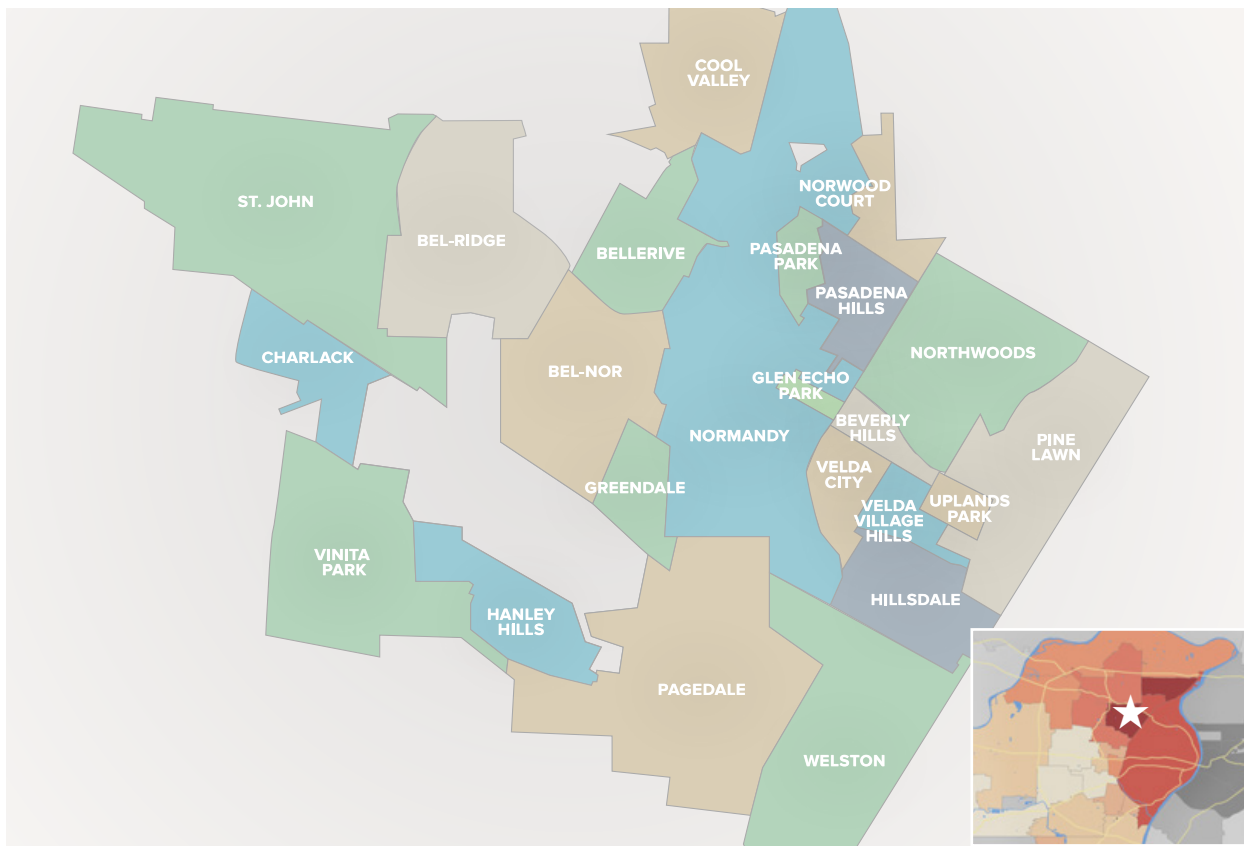 COOL
VALLEY
NORWOOD
COURT
ST. JOHN
BEL-RIDGE
BELLERIVE
PASADENA
PARK
PASADENA
HILLS
CHARLACK
NORTHWOODS
BEL-NOR
GLEN ECHO
PARK
BEVERLY
HILLS
NORMANDY
PINE
LAWN
VELDA
CITY
GREENDALE
UPLANDS
PARK
VELDA
VILLAGE
HILLS
VINITA
PARK
HILLSDALE
HANLEY
HILLS
PAGEDALE
WELSTON